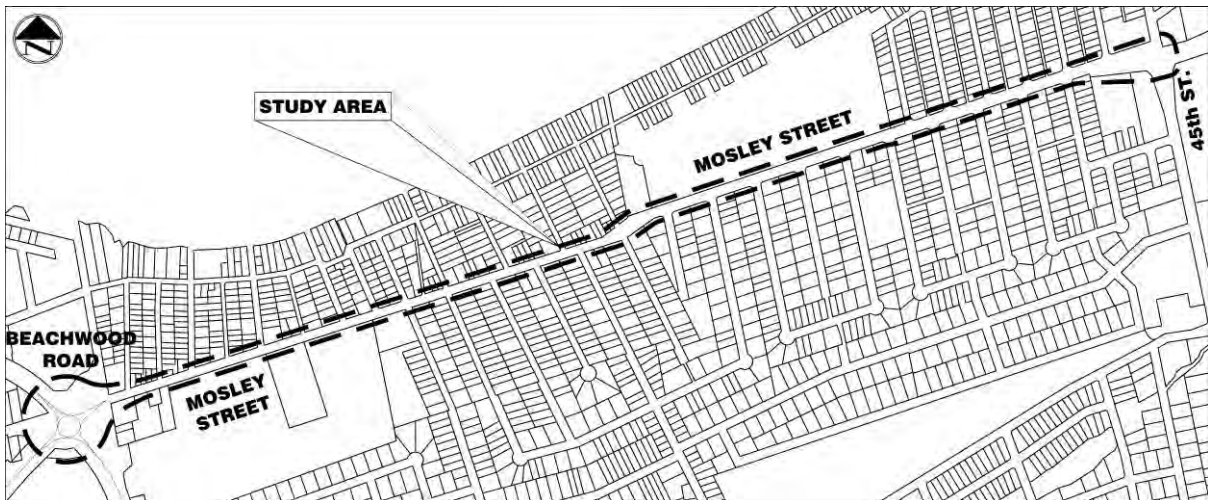 N
STUDY AREA
MOSLEY STREET
45th ST.
BEACHWOOD
ROAD
MOSLEY
STREET